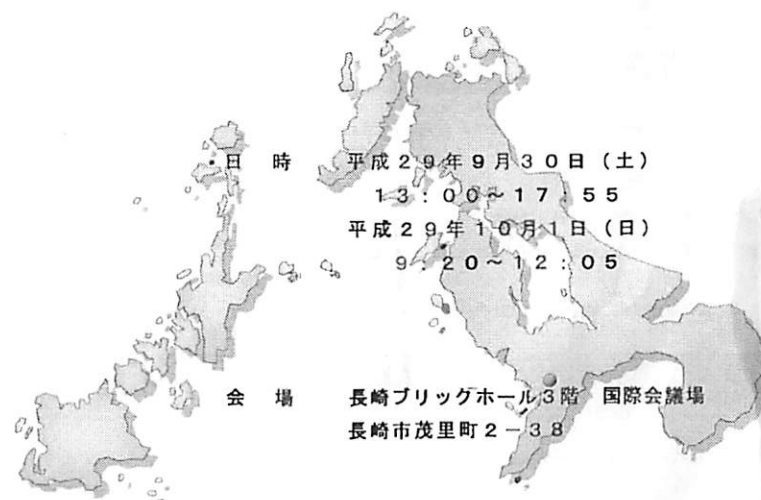 日 時 平成29年9月30日(土)
13:00~17:55
平成29年10月1日(日)
9:20~12:05
会 場 長崎ブリックホール3階 国際会議場
長崎市茂里町2-38